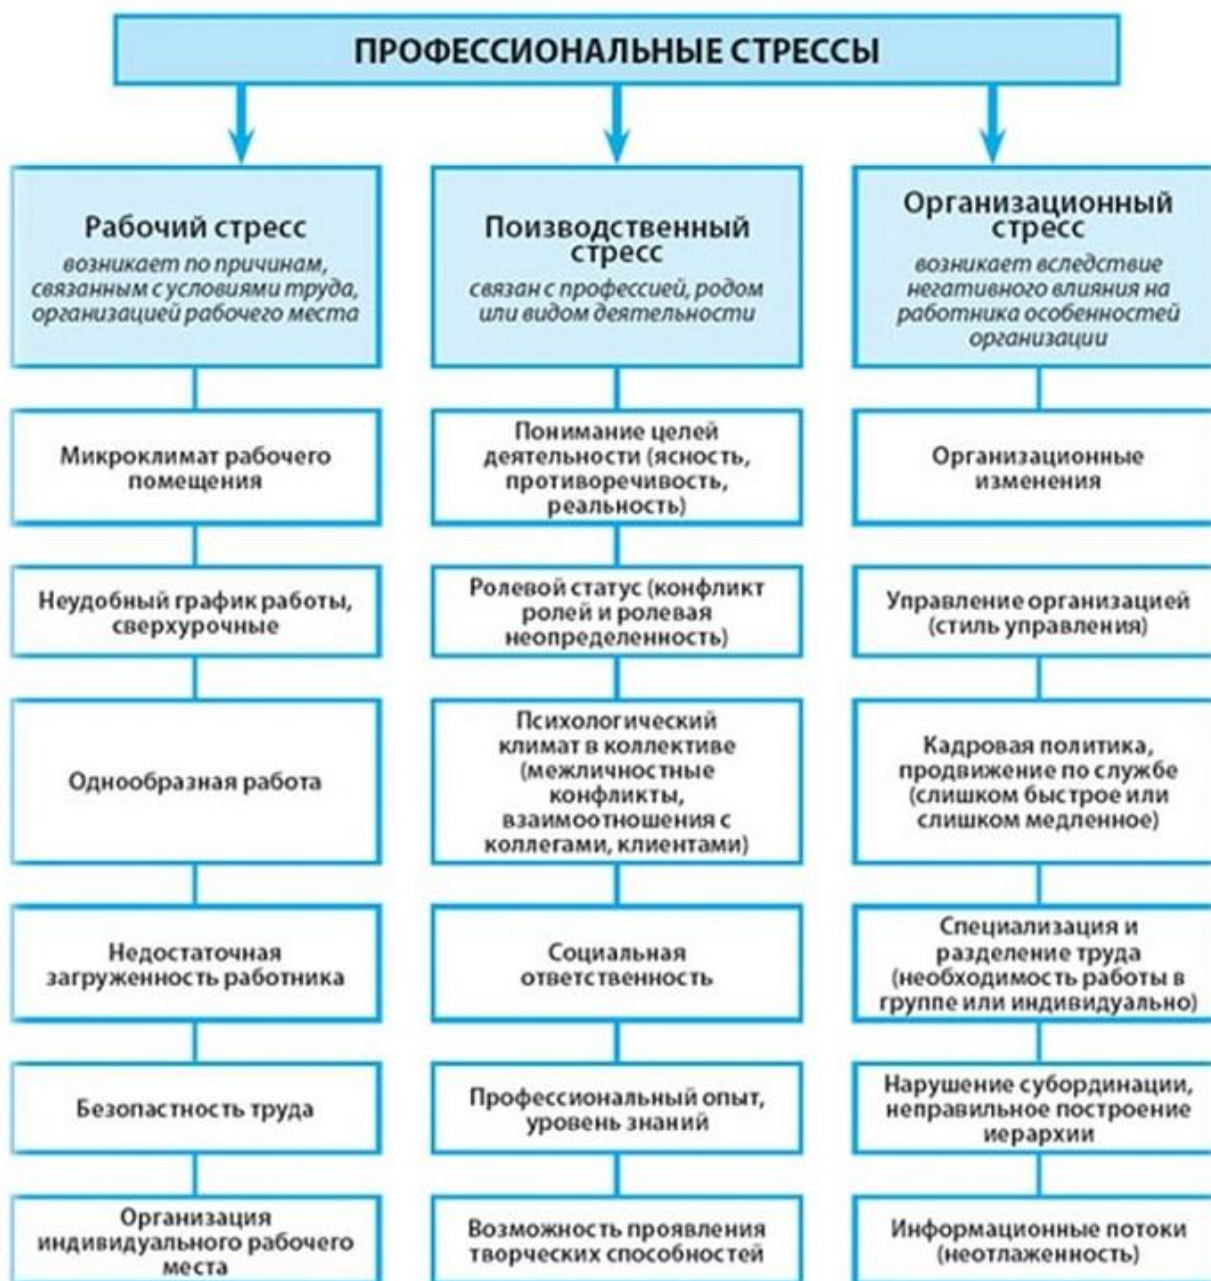 ПРОФЕССИОНАЛЬНЫЕ СТРЕССЫ
Рабочий стресс
возникает по причинам,
связанным с условиями труда,
организацией рабочего места
Микроклимат рабочего
помещения
Неудобный график работы,
сверхурочные
Однообразная работа
Недостаточная
загруженность работника
Безопастность труда
Организация
индивидуального рабочего
места
Поизводственный
стресс
связан с профессией, родом
или видом деятельности
Понимание целей
деятельности (ясность,
противоречивость,
реальность)
Ролевой статус (конфликт
ролей и ролевая
неопределенность)
Психологический
климат в коллективе
(межличностные
конфликты,
взаимоотношения с
коллегами, клиентами)
Социальная
ответственность
Профессиональный опыт,
уровень знаний
Возможность проявления
творческих способностей
Организационный
стресс
возникает вследствие
негативного влияния на
работника особенностей
организации
Организационные
изменения
Управление организацией
(стиль управления)
Кадровая политика,
продвижение по службе
(слишком быстрое или
слишком медленное)
Специализация и
разделение труда
(необходимость работы в
группе или индивидуально)
Нарушение субординации,
неправильное построение
иерархии
Информационные потоки
(неотлаженность)